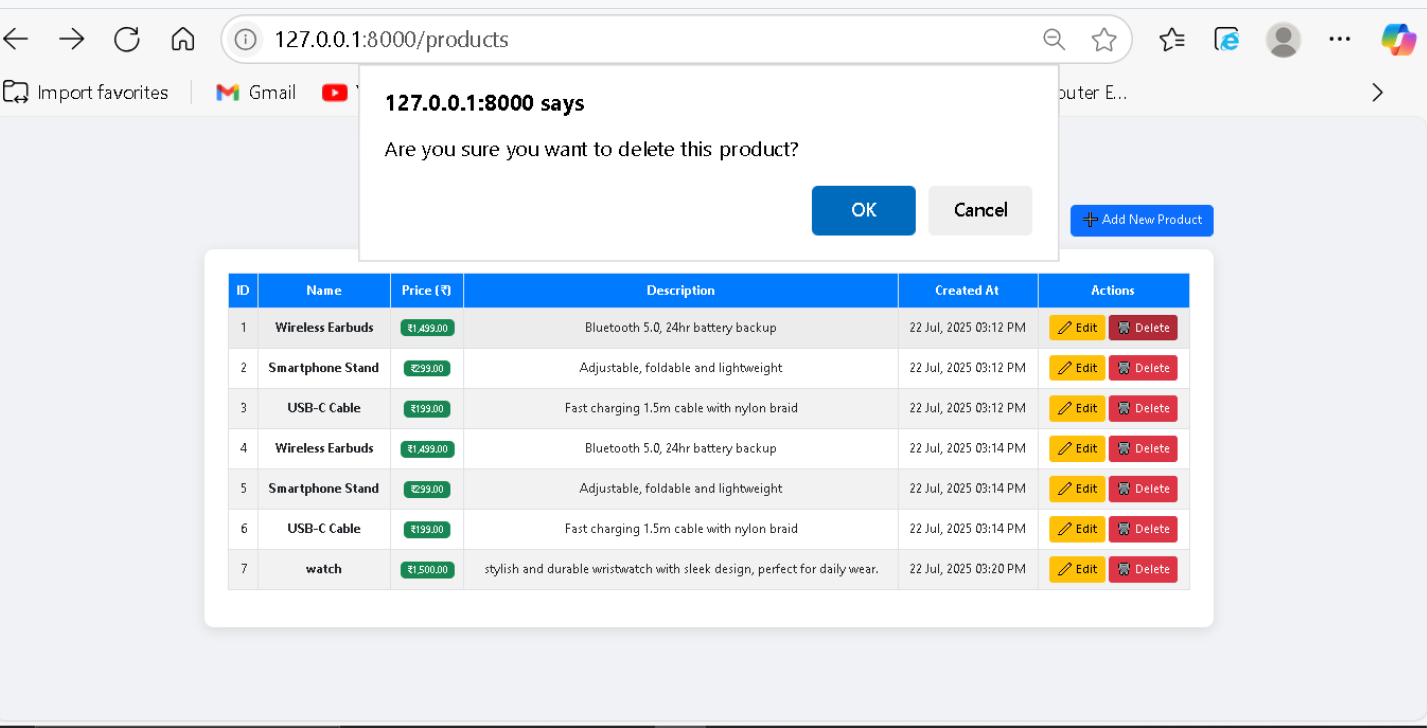 127.0.0.1:8000/products
Import favorites Gmail outer E...
127.0.0.1:8000 says
Are you sure you want to delete this product?
OK Cancel
Add New Product
ID Name Price (₹) Description Created At Actions
1 Wireless Earbuds ₹1,499.00 Bluetooth 5.0, 24hr battery backup 22 Jul, 2025 03:12 PM Edit Delete
2 Smartphone Stand ₹299.00 Adjustable, foldable and lightweight 22 Jul, 2025 03:12 PM Edit Delete
3 USB-C Cable ₹199.00 Fast charging 1.5m cable with nylon braid 22 Jul, 2025 03:12 PM Edit Delete
4 Wireless Earbuds ₹1,499.00 Bluetooth 5.0, 24hr battery backup 22 Jul, 2025 03:14 PM Edit Delete
5 Smartphone Stand ₹299.00 Adjustable, foldable and lightweight 22 Jul, 2025 03:14 PM Edit Delete
6 USB-C Cable ₹199.00 Fast charging 1.5m cable with nylon braid 22 Jul, 2025 03:14 PM Edit Delete
7 watch ₹1,500.00 stylish and durable wristwatch with sleek design, perfect for daily wear. 22 Jul, 2025 03:20 PM Edit Delete